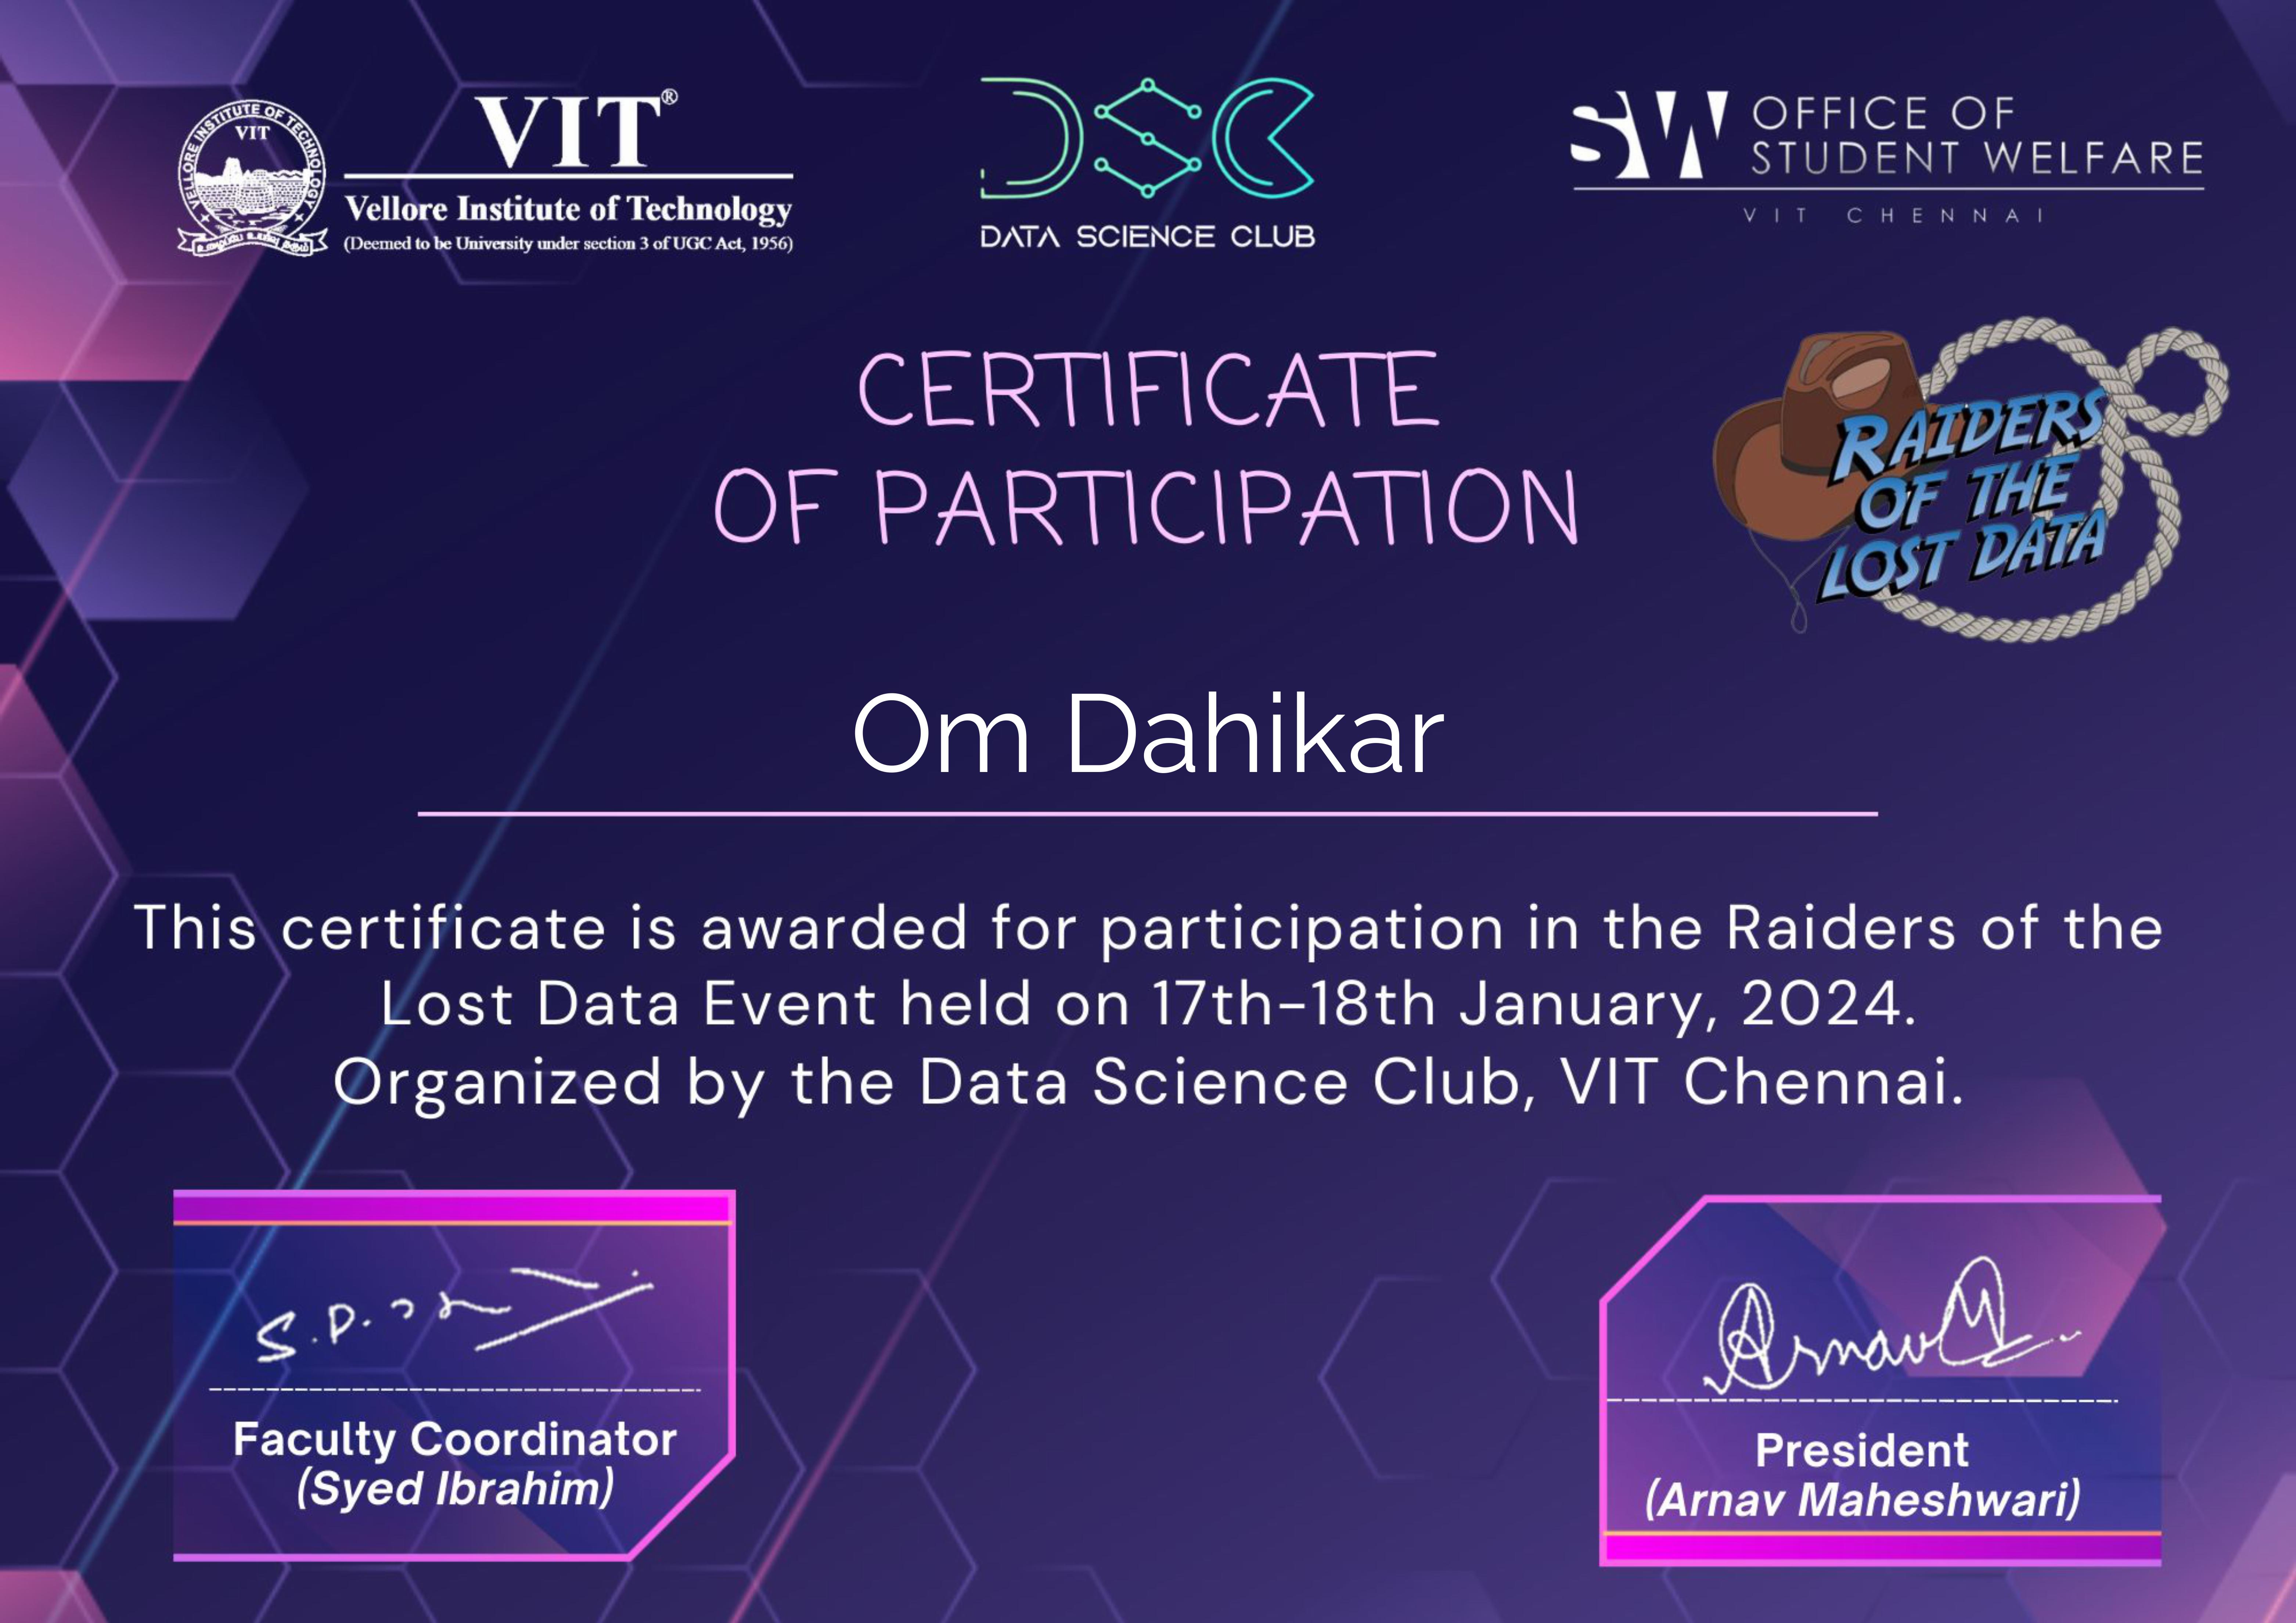 VELLORE INSTITUTE OF TECHNOLOGY
VIT
VIT®
Vellore Institute of Technology
(Deemed to be University under section 3 of UGC Act, 1956)
DSC
DATA SCIENCE CLUB
SW
OFFICE OF
STUDENT WELFARE
VIT CHENNAI
CERTIFICATE
OF PARTICIPATION
RAIDERS
OF THE
LOST DATA
Om Dahikar
This certificate is awarded for participation in the Raiders of the
Lost Data Event held on 17th-18th January, 2024.
Organized by the Data Science Club, VIT Chennai.
Faculty Coordinator
(Syed Ibrahim)
Arnav M
President
(Arnav Maheshwari)